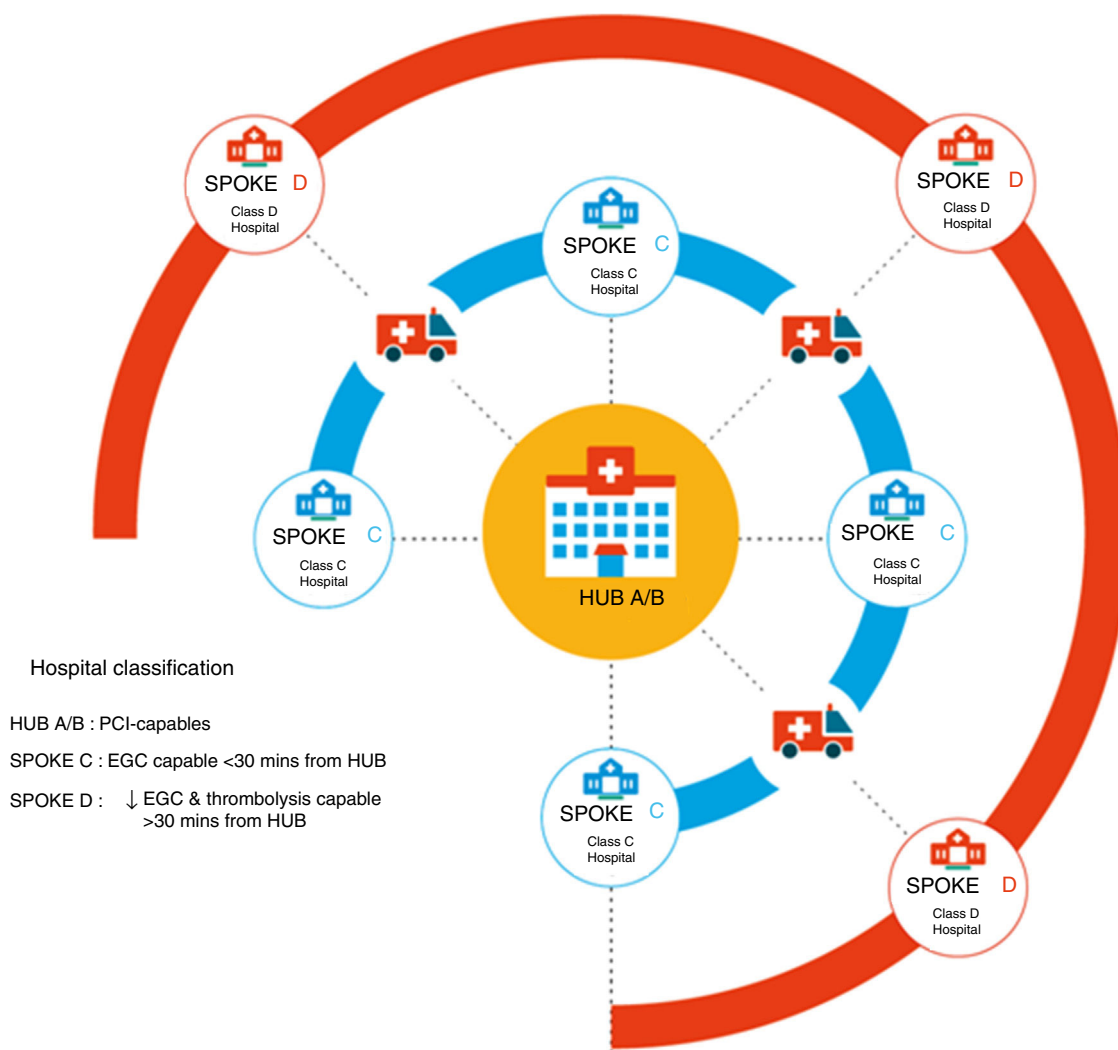 SPOKE D
Class D
Hospital
SPOKE D
Class D
Hospital
SPOKE C
Class C
Hospital
SPOKE C
Class C
Hospital
HUB A/B
SPOKE C
Class C
Hospital
Hospital classification
HUB A/B : PCI-capables
SPOKE C : EGC capable <30 mins from HUB
SPOKE D : ↓ EGC & thrombolysis capable
>30 mins from HUB
SPOKE C
Class C
Hospital
SPOKE D
Class D
Hospital